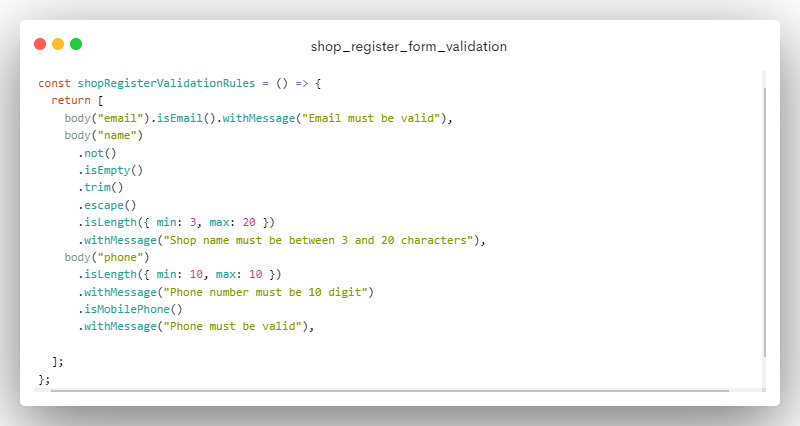 shop_register_form_validation
const shopRegisterValidationRules = () => {
  return [
    body("email").isEmail().withMessage("Email must be valid"),
    body("name")
      .not()
      .isEmpty()
      .trim()
      .escape()
      .isLength({ min: 3, max: 20 })
      .withMessage("Shop name must be between 3 and 20 characters"),
    body("phone")
      .isLength({ min: 10, max: 10 })
      .withMessage("Phone number must be 10 digit")
      .isMobilePhone()
      .withMessage("Phone must be valid"),
  ];
};